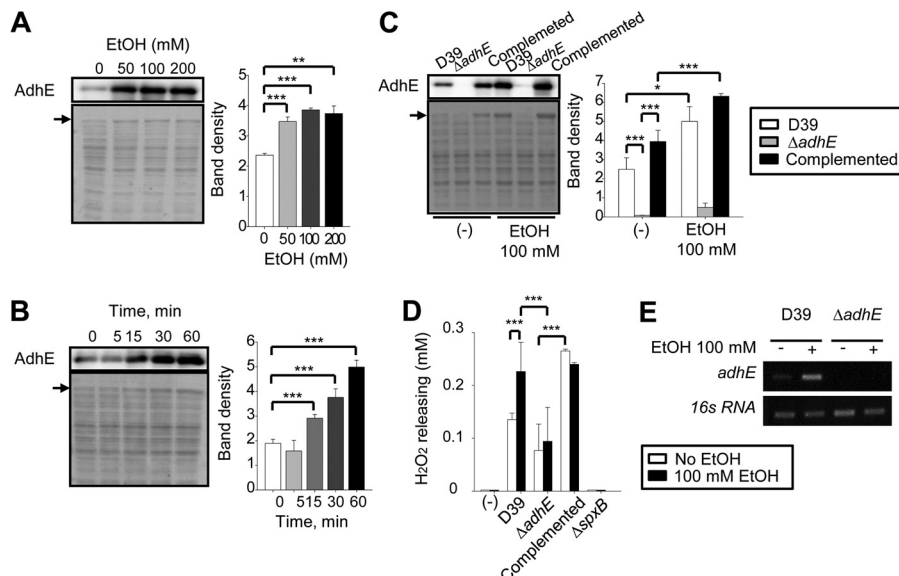 A
EtOH (mM)
0 50 100 200
AdhE
Band density
5
4
3
2
1
0
*** *** **
0 50 100 200
EtOH (mM)
B
Time, min
0 5 15 30 60
AdhE
Band density
6
5
4
3
2
1
0
*** *** ***
0 5 15 30 60
Time, min
C
D39 ΔadhE Complemeted D39 ΔadhE Complemented
AdhE
(-) EtOH
100 mM
Band density
7
6
5
4
3
2
1
0
*** *** * ***
(-) EtOH
100 mM
D39
ΔadhE
Complemented
D
H2O2 releasing (mM)
0.3
0.2
0.1
0
*** *** ***
(-) D39 ΔadhE Complemented ΔspxB
E
D39 ΔadhE
EtOH 100 mM - + - +
adhE
16s RNA
No EtOH
100 mM EtOH